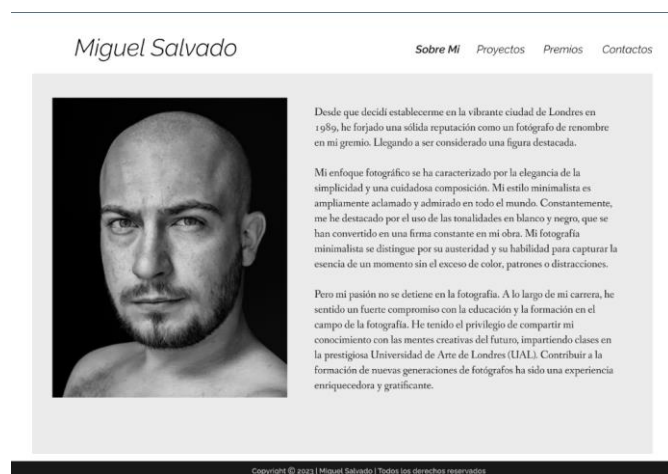 Miguel Salvado
Sobre Mi Proyectos Premios Contactos
Desde que decidí establecerme en la vibrante ciudad de Londres en
1989, he forjado una sólida reputación como un fotógrafo de renombre
en mi gremio. Llegando a ser considerado una figura destacada.
Mi enfoque fotográfico se ha caracterizado por la elegancia de la
simplicidad y una cuidadosa composición. Mi estilo minimalista es
ampliamente aclamado y admirado en todo el mundo. Constantemente,
me he destacado por el uso de las tonalidades en blanco y negro, que se
han convertido en una firma constante en mi obra. Mi fotografía
minimalista se distingue por su austeridad y su habilidad para capturar la
esencia de un momento sin el exceso de color, patrones o distracciones.
Pero mi pasión no se detiene en la fotografía. A lo largo de mi carrera, he
sentido un fuerte compromiso con la educación y la formación en el
campo de la fotografía. He tenido el privilegio de compartir mi
conocimiento con las mentes creativas del futuro, impartiendo clases en
la prestigiosa Universidad de Arte de Londres (UAL). Contribuir a la
formación de nuevas generaciones de fotógrafos ha sido una experiencia
enriquecedora y gratificante.
Copyright © 2023 | Miguel Salvado | Todos los derechos reservados